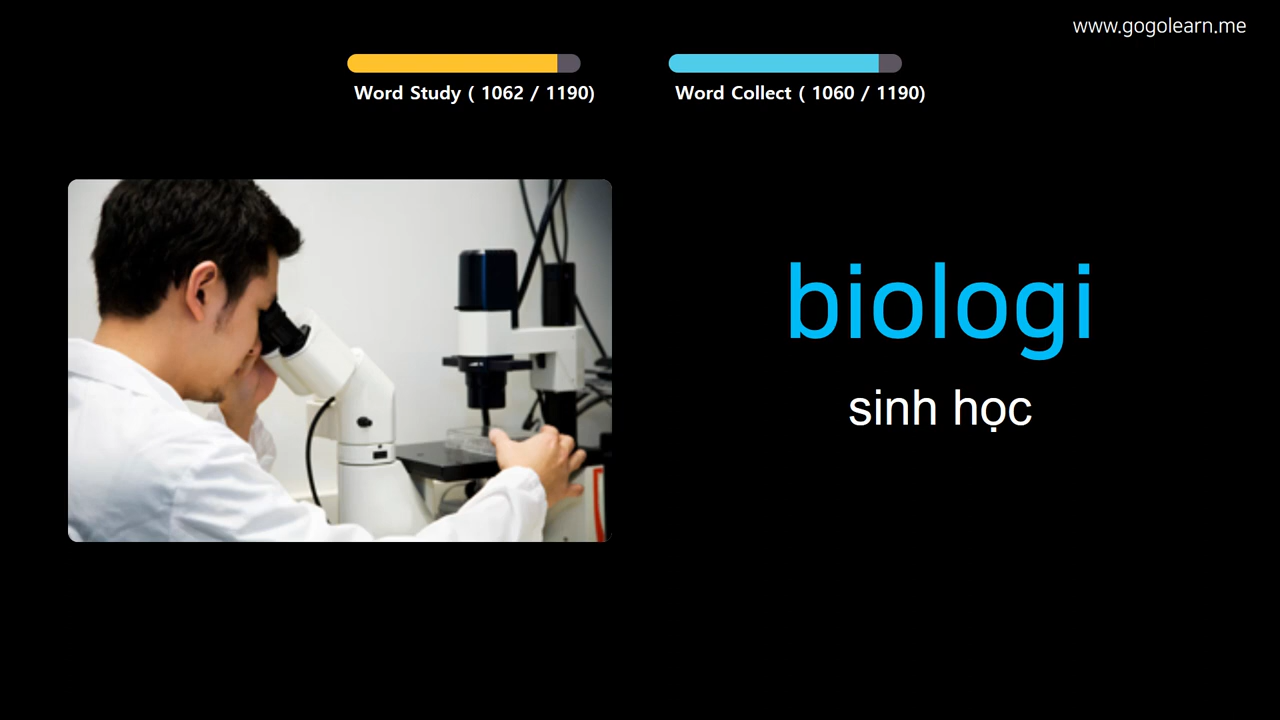 www.gogolearn.me
Word Study ( 1062 / 1190)
Word Collect ( 1060 / 1190)
biologi
sinh học